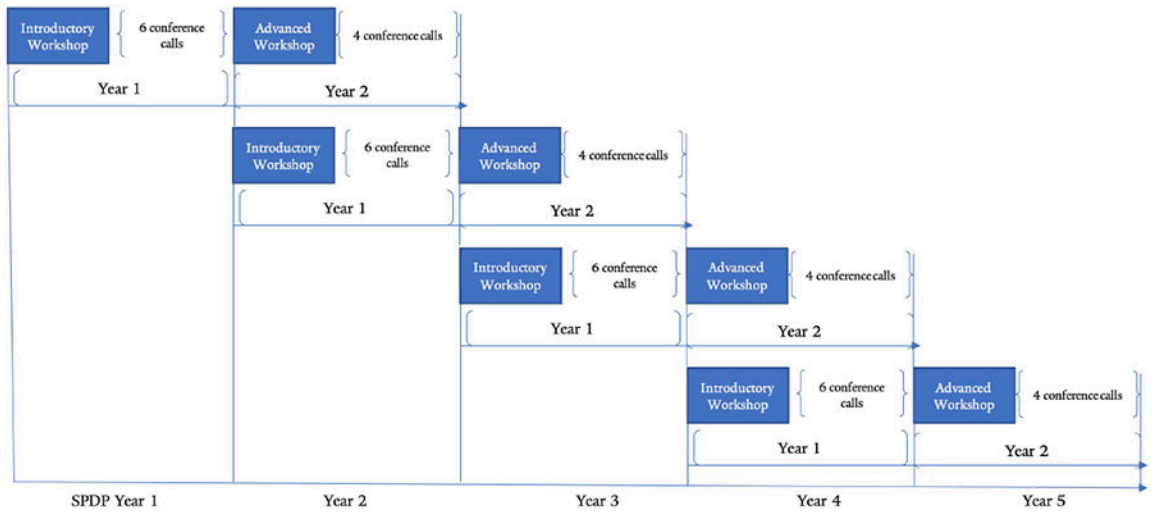 Introductory
Workshop
6 conference
calls
Advanced
Workshop
4 conference calls
Year 1
Year 2
Introductory
Workshop
6 conference
calls
Advanced
Workshop
4 conference calls
Year 1
Year 2
Introductory
Workshop
6 conference
calls
Advanced
Workshop
4 conference calls
Year 1
Year 2
Introductory
Workshop
6 conference
calls
Advanced
Workshop
4 conference calls
Year 1
Year 2
SPDP Year 1
Year 2
Year 3
Year 4
Year 5